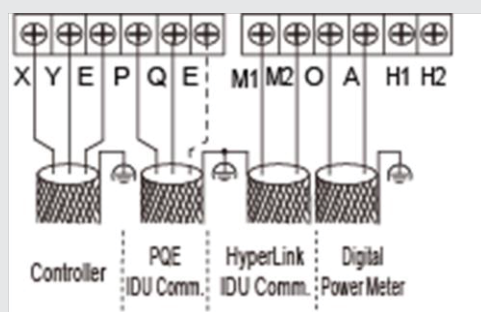 X Y E P Q E M1 M2 O A H1 H2
Controller
PQE
IDU Comm.
HyperLink
IDU Comm.
Digital
Power Meter